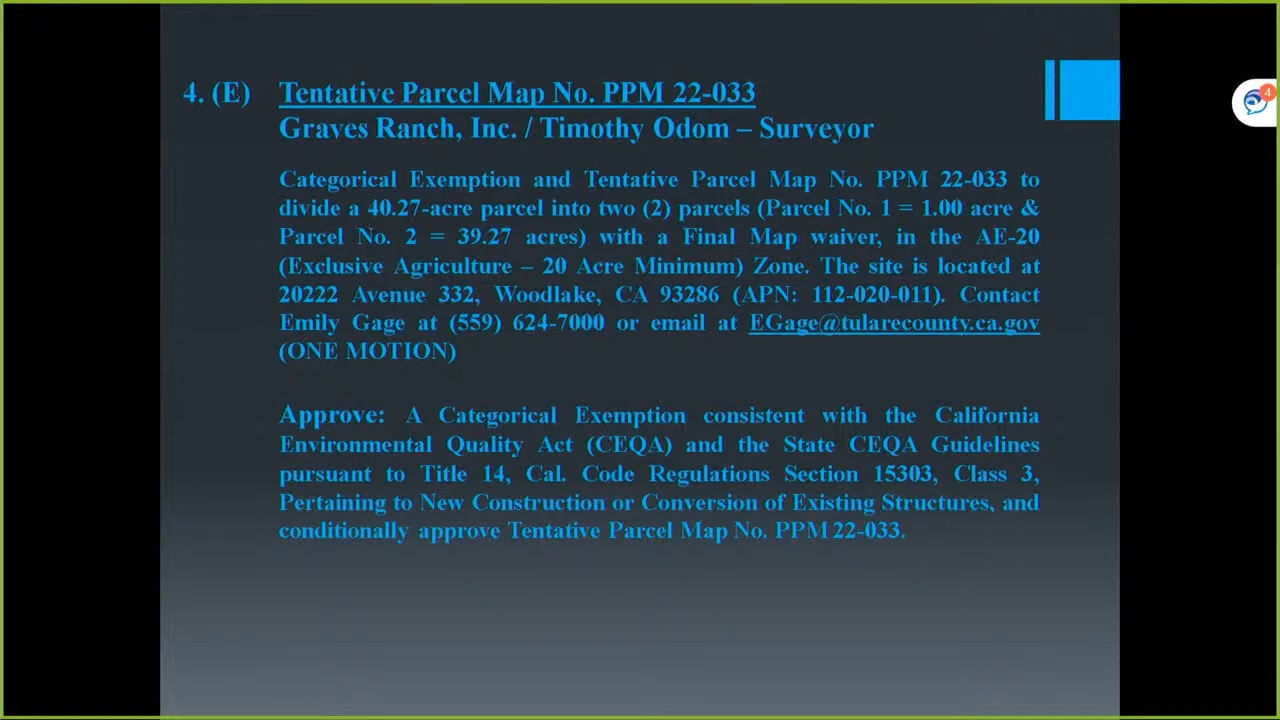 4. (E) Tentative Parcel Map No. PPM 22-033
Graves Ranch, Inc. / Timothy Odom – Surveyor
Categorical Exemption and Tentative Parcel Map No. PPM 22-033 to
divide a 40.27-acre parcel into two (2) parcels (Parcel No. 1 = 1.00 acre &
Parcel No. 2 = 39.27 acres) with a Final Map waiver, in the AE-20
(Exclusive Agriculture – 20 Acre Minimum) Zone. The site is located at
20222 Avenue 332, Woodlake, CA 93286 (APN: 112-020-011). Contact
Emily Gage at (559) 624-7000 or email at EGage@tularecounty.ca.gov
(ONE MOTION)
Approve: A Categorical Exemption consistent with the California
Environmental Quality Act (CEQA) and the State CEQA Guidelines
pursuant to Title 14, Cal. Code Regulations Section 15303, Class 3,
Pertaining to New Construction or Conversion of Existing Structures, and
conditionally approve Tentative Parcel Map No. PPM 22-033.
4